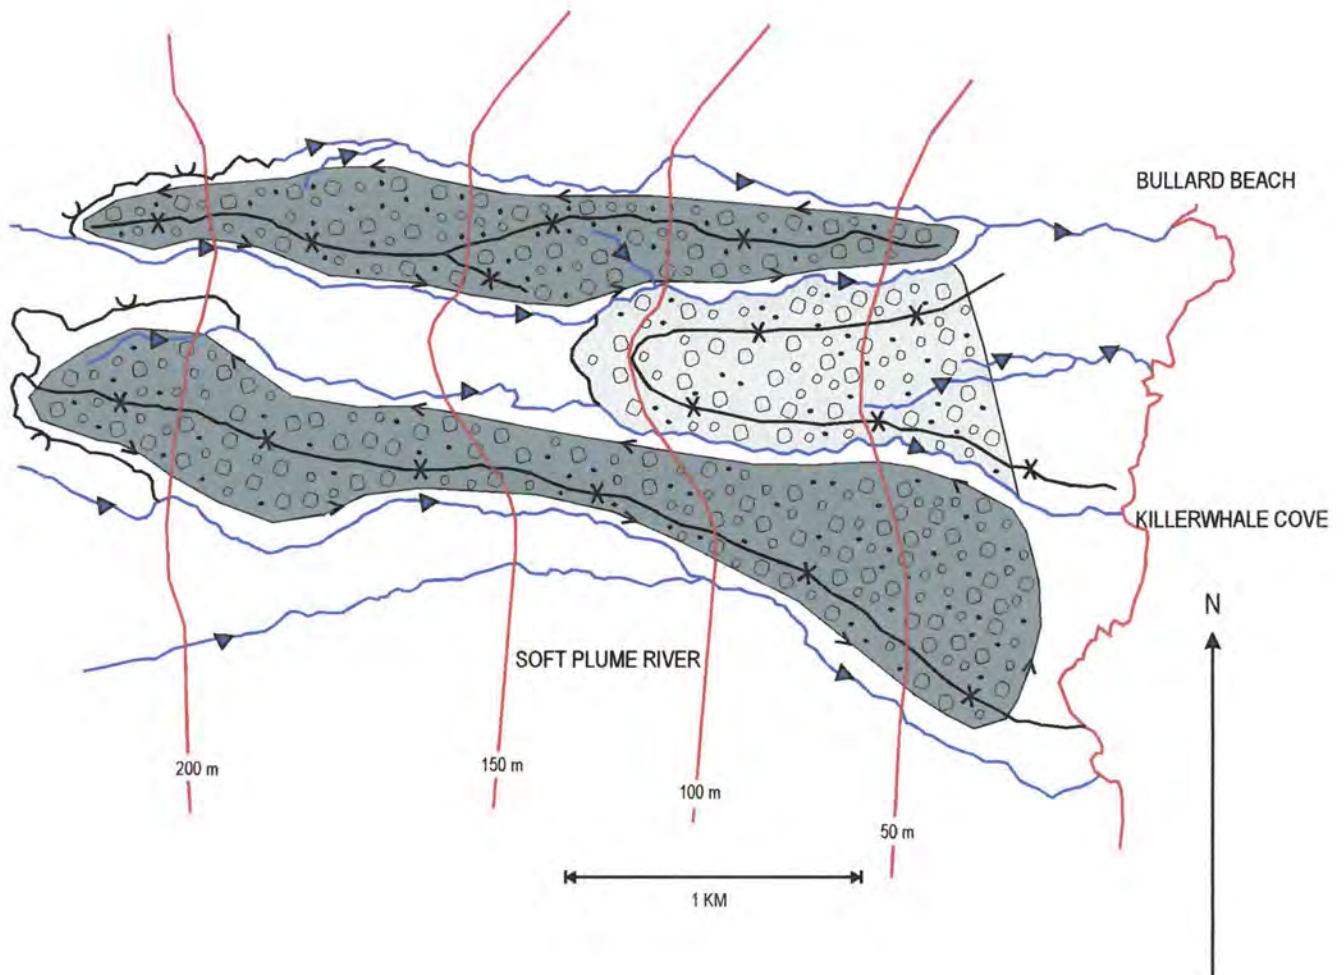 BULLARD BEACH
KILLERWHALE COVE
N
SOFT PLUME RIVER
200 m
150 m
100 m
50 m
1 KM